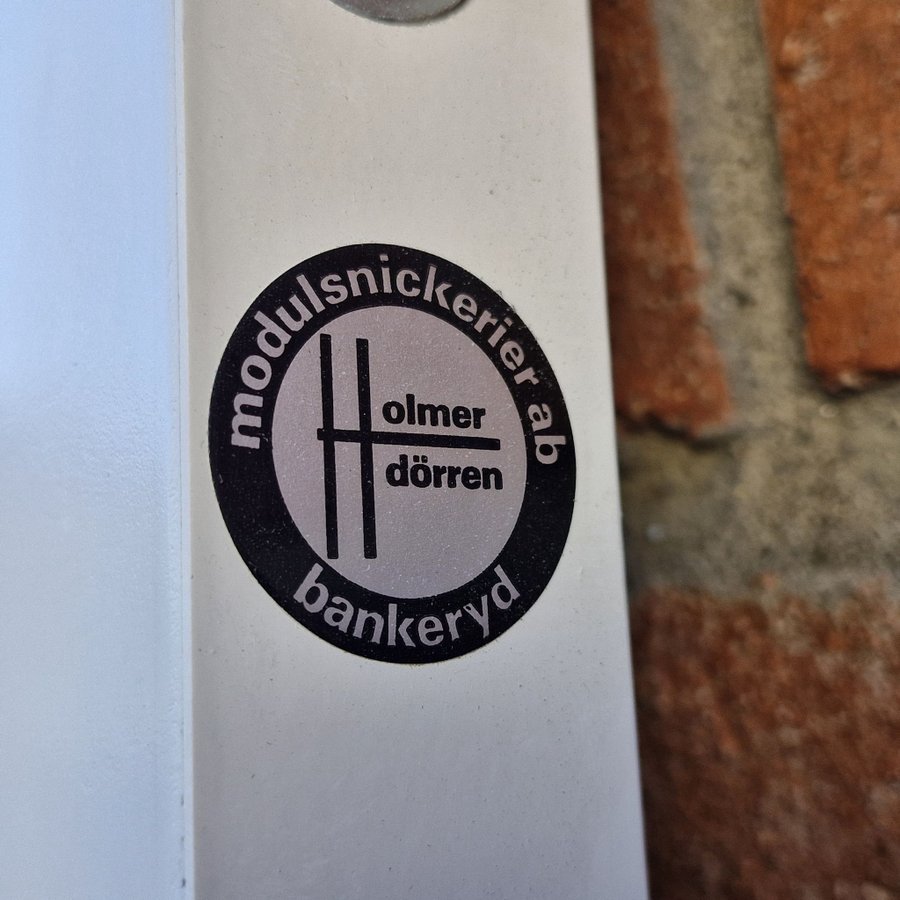 modulsnickerier ab
Holmer
dörren
bankeryd